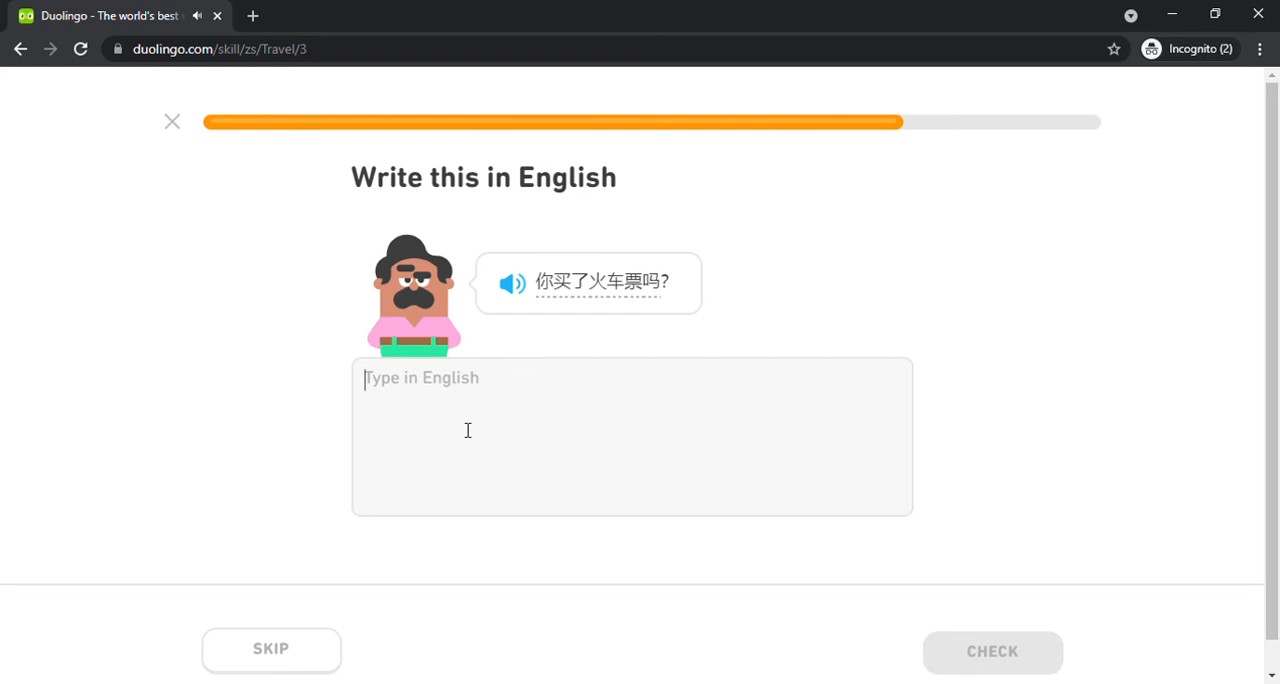 Duolingo - The world's best
duolingo.com/skill/zs/Travel/3
Incognito (2)
Write this in English
你买了火车票吗?
Type in English
SKIP
CHECK